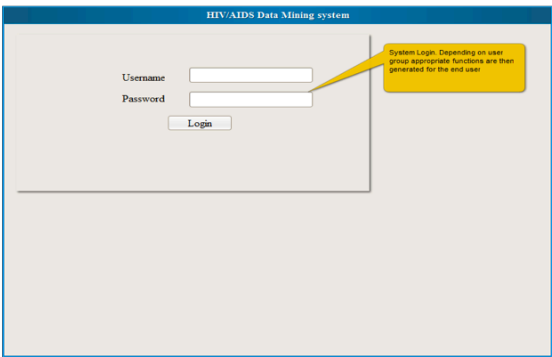 HIV/AIDS Data Mining system
System Login. Depending on user
group appropriate functions are then
generated for the end user
Username
Password
Login